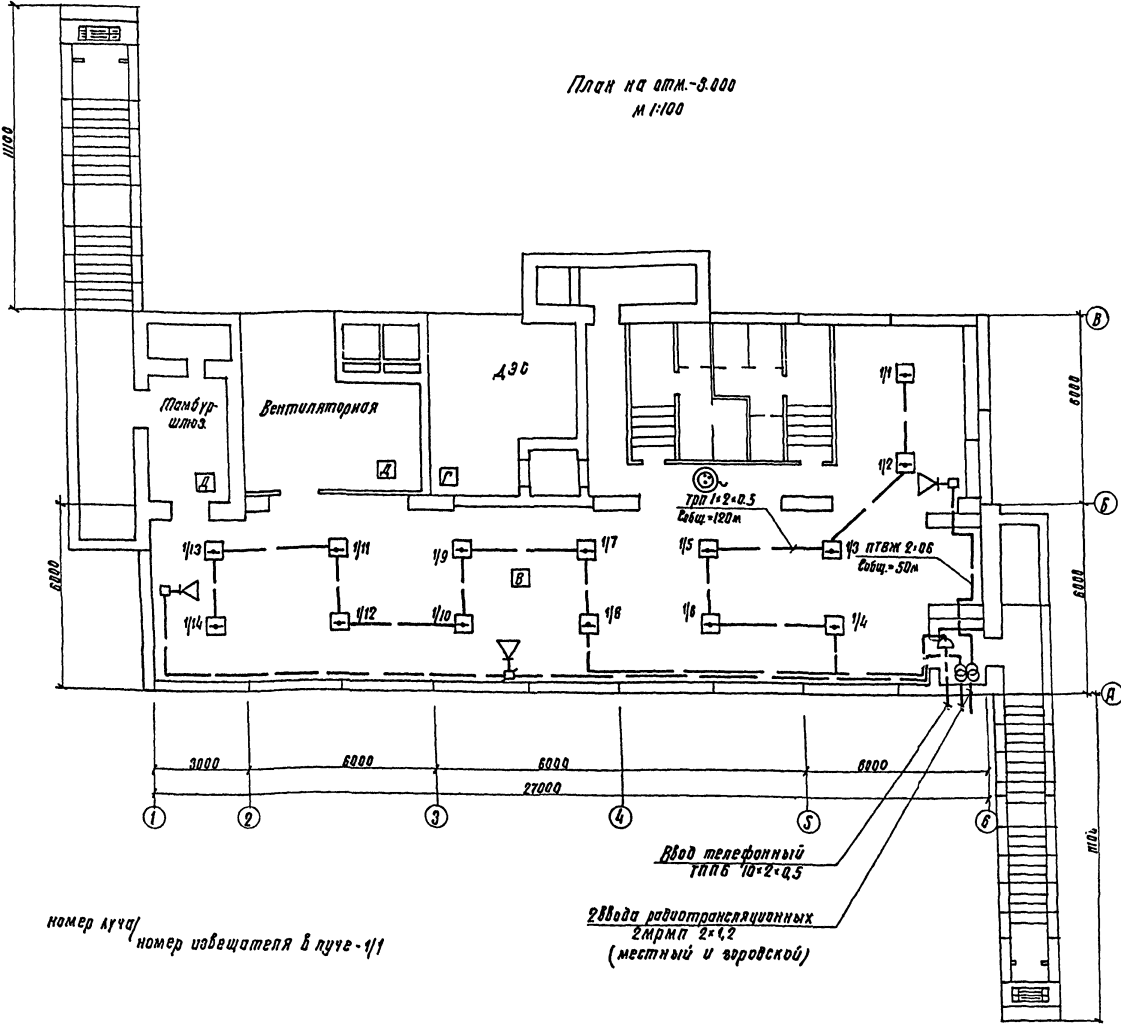 План на отм.-3.000
М 1:100
11100
В
ДЭС
1/1
6000
Тамбур-
шлюз
Вентиляторная
Д
Д
Г
1/2
Б
ТРП 1×2×0.5
ℓобщ.=120м
1/13
1/11
1/9
1/7
1/5
1/3
ПТВЖ 2×06
ℓобщ.=50м
В
6000
6000
1/14
1/12
1/10
1/8
1/6
1/4
А
3000
6000
6000
6000
27000
1
2
3
4
5
6
Ввод телефонный
ТППБ 10×2×0,5
2 ввода радиотрансляционных
2МРМП 2×1,2
(местный и городской)
номер луча/
номер извещателя в луче-1/1